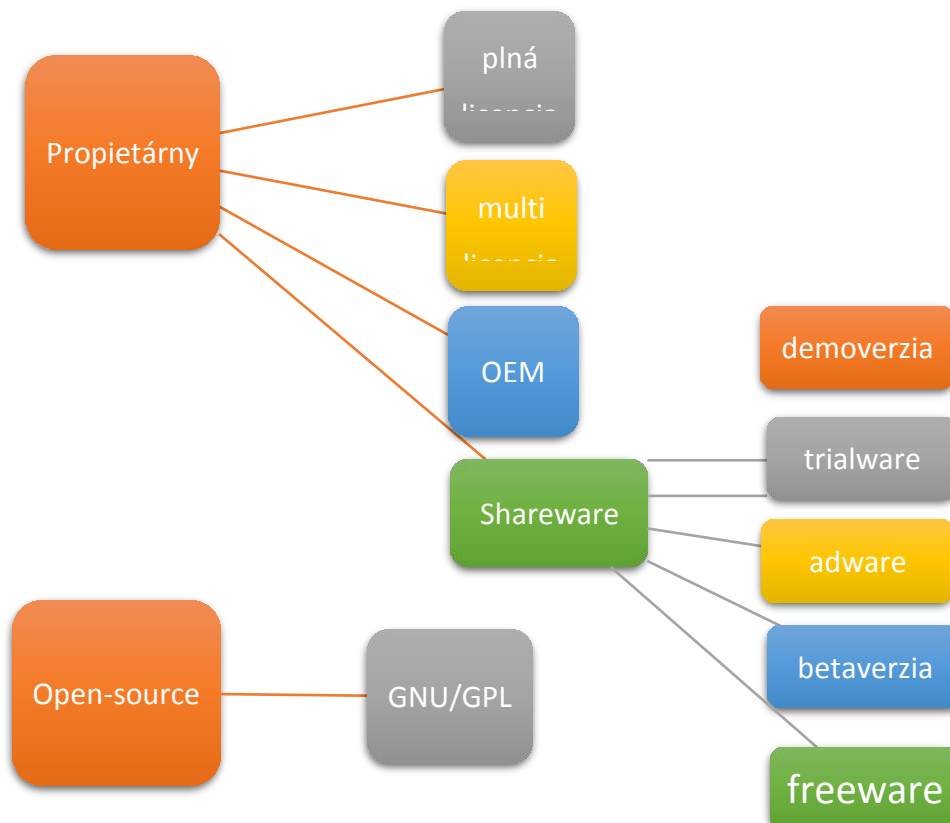 plná
Propietárny
multi
OEM
demoverzia
trialware
Shareware
adware
betaverzia
Open-source
GNU/GPL
freeware